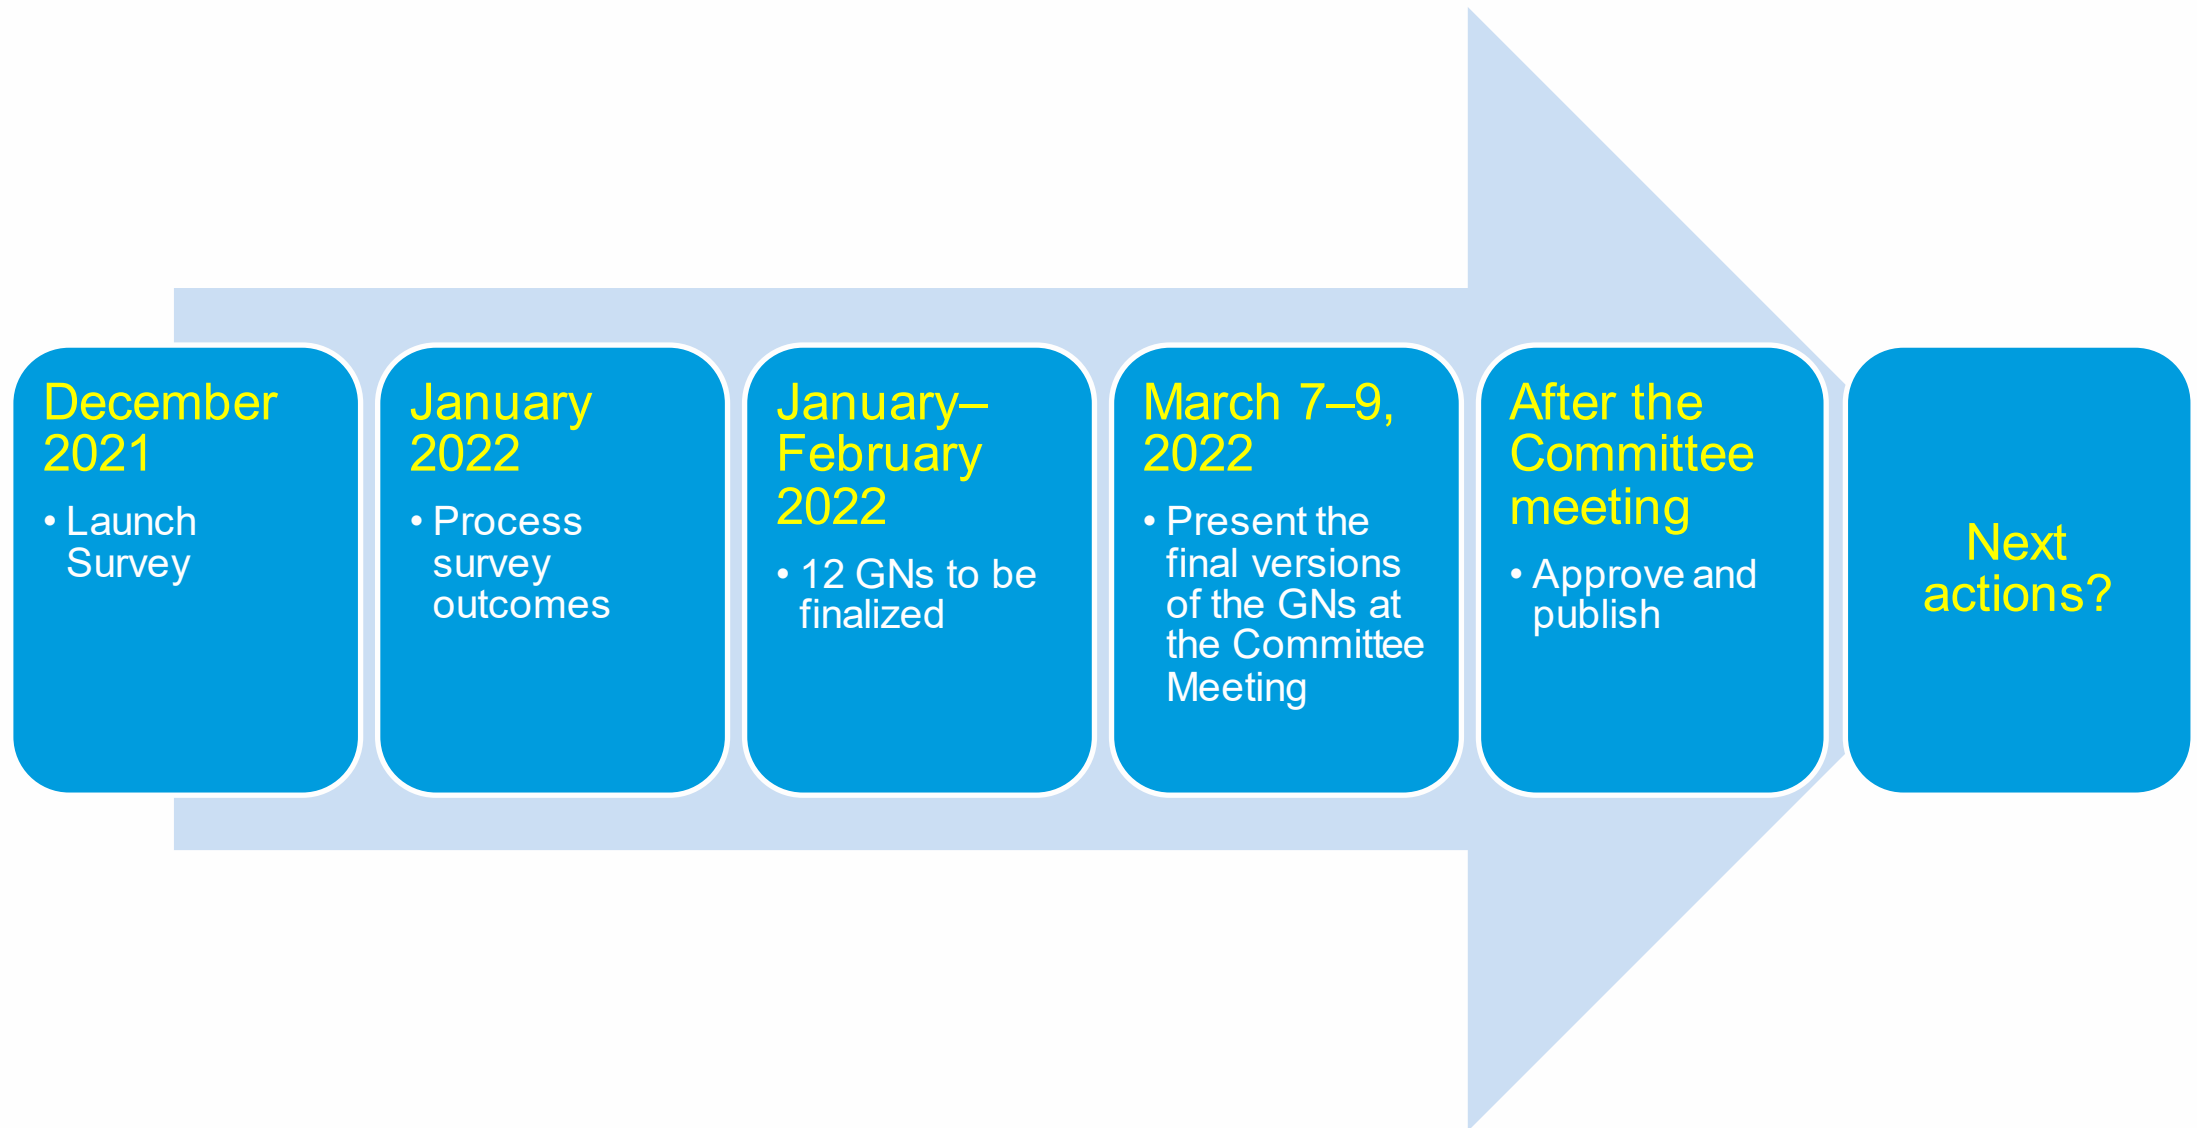 December
2021
• Launch
Survey
January
2022
• Process
survey
outcomes
January–
February
2022
• 12 GNs to be
finalized
March 7–9,
2022
• Present the
final versions
of the GNs at
the Committee
Meeting
After the
Committee
meeting
• Approve and
publish
Next
actions?